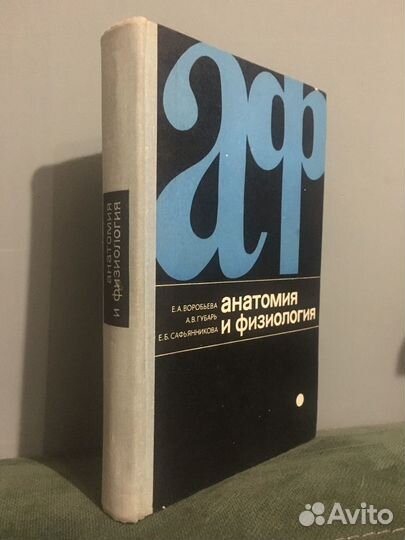 анатомия
и физиология
аф
Е.А.ВОРОБЬЕВА
А.В.ГУБАРЬ
Е.Б.САФЬЯННИКОВА
анатомия
и физиология
Avito